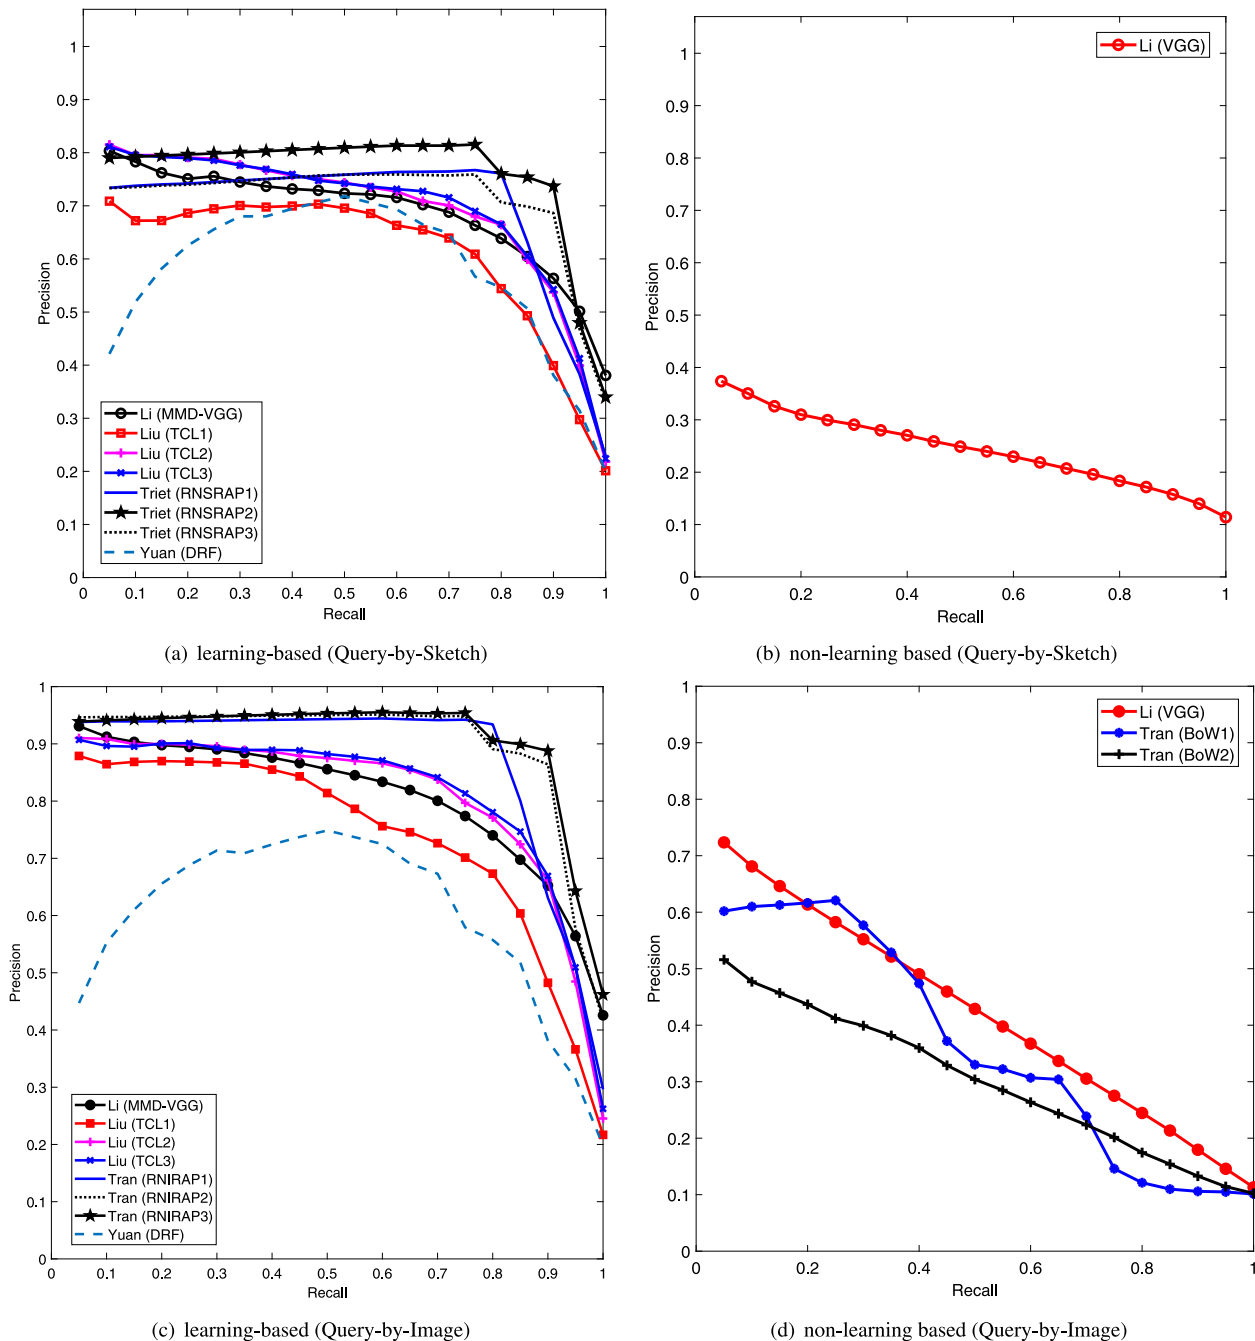 1
0.9
0.8
0.7
0.6
0.5
0.4
0.3
0.2
0.1
0
Precision
Li (MMD-VGG)
Liu (TCL1)
Liu (TCL2)
Liu (TCL3)
Triet (RNSRAP1)
Triet (RNSRAP2)
Triet (RNSRAP3)
Yuan (DRF)
0 0.1 0.2 0.3 0.4 0.5 0.6 0.7 0.8 0.9 1
Recall
(a) learning-based (Query-by-Sketch)
Li (VGG)
1
0.9
0.8
0.7
0.6
0.5
0.4
0.3
0.2
0.1
0
Precision
0 0.2 0.4 0.6 0.8 1
Recall
(b) non-learning based (Query-by-Sketch)
1
0.9
0.8
0.7
0.6
0.5
0.4
0.3
0.2
0.1
0
Precision
Li (MMD-VGG)
Liu (TCL1)
Liu (TCL2)
Liu (TCL3)
Tran (RNIRAP1)
Tran (RNIRAP2)
Tran (RNIRAP3)
Yuan (DRF)
0 0.1 0.2 0.3 0.4 0.5 0.6 0.7 0.8 0.9 1
Recall
(c) learning-based (Query-by-Image)
Li (VGG)
Tran (BoW1)
Tran (BoW2)
1
0.9
0.8
0.7
0.6
0.5
0.4
0.3
0.2
0.1
0
Precision
0 0.2 0.4 0.6 0.8 1
Recall
(d) non-learning based (Query-by-Image)